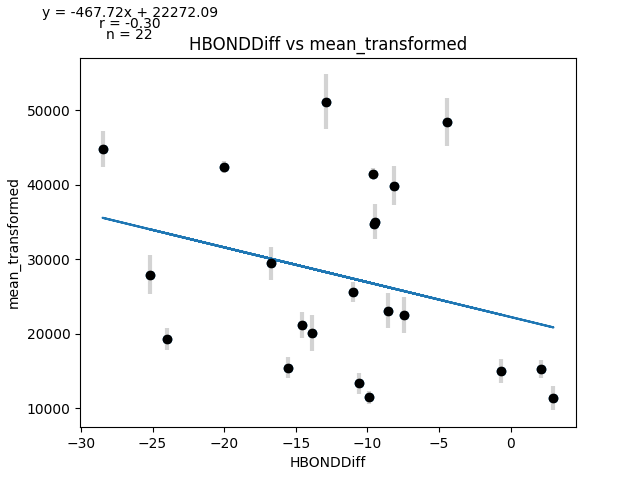 y = -467.72x + 22272.09
r = -0.30
n = 22
HBONDDiff vs mean_transformed
50000
40000
30000
20000
10000
mean_transformed
−30
−25
−20
−15
−10
−5
0
HBONDDiff